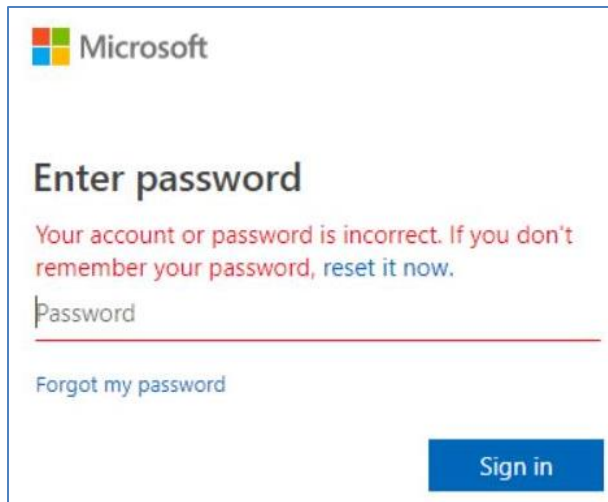 Microsoft
Enter password
Your account or password is incorrect. If you don't
remember your password, reset it now.
Password
Forgot my password
Sign in